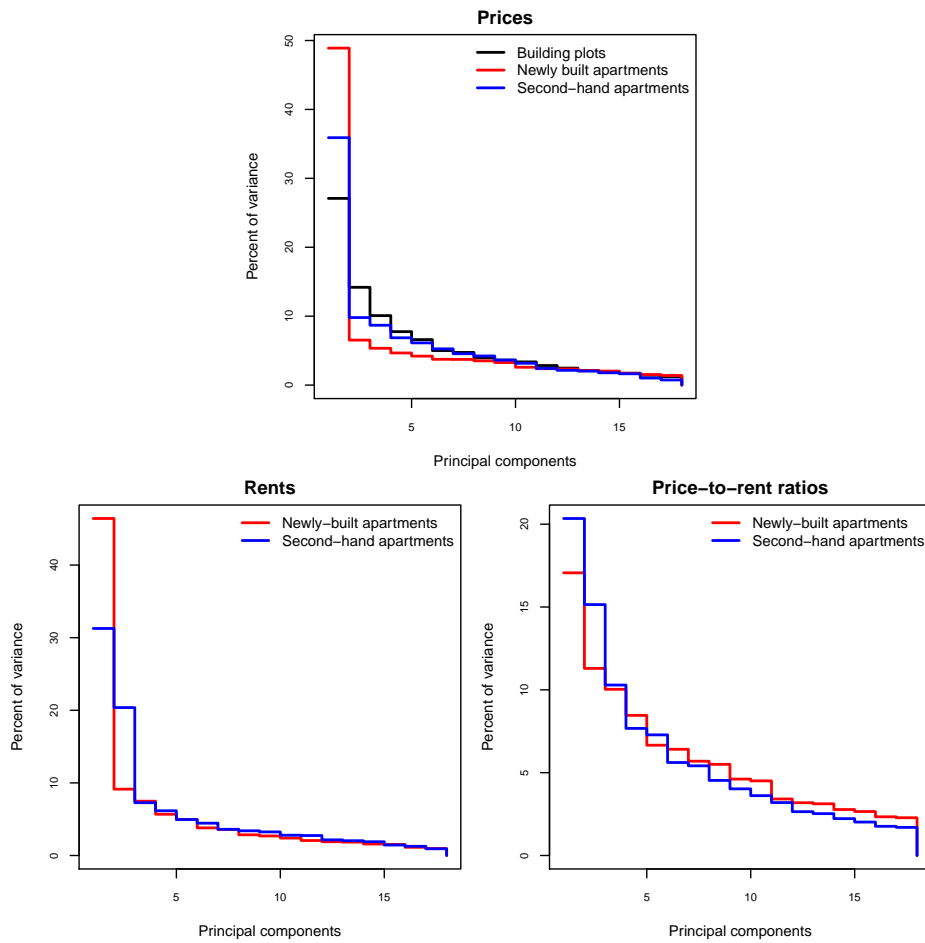 Prices
Building plots
Newly built apartments
Second−hand apartments
50
40
30
20
10
0
Percent of variance
5 10 15
Principal components
Rents
Newly−built apartments
Second−hand apartments
40
30
20
10
0
Percent of variance
5 10 15
Principal components
Price−to−rent ratios
Newly−built apartments
Second−hand apartments
20
15
10
5
0
Percent of variance
5 10 15
Principal components